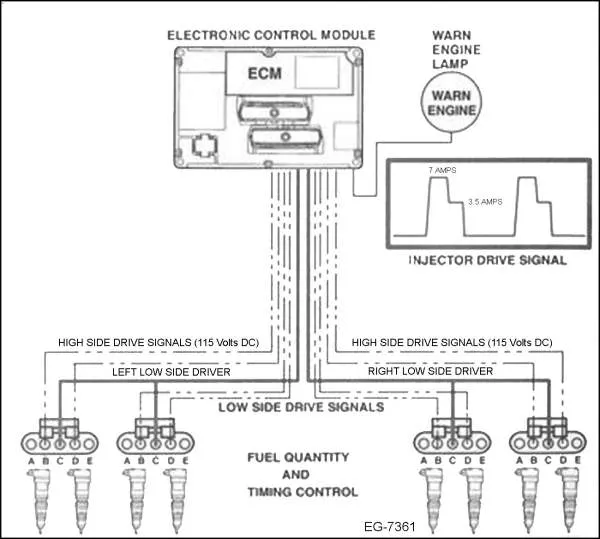 ELECTRONIC CONTROL MODULE
ECM
WARN
ENGINE
LAMP
WARN
ENGINE
7 AMPS
3.5 AMPS
INJECTOR DRIVE SIGNAL
HIGH SIDE DRIVE SIGNALS (115 Volts DC)
HIGH SIDE DRIVE SIGNALS (115 Volts DC)
LEFT LOW SIDE DRIVER
RIGHT LOW SIDE DRIVER
LOW SIDE DRIVE SIGNALS
A B C D E
A B C D E
A B C D E
A B C D E
FUEL QUANTITY
AND
TIMING CONTROL
EG-7361